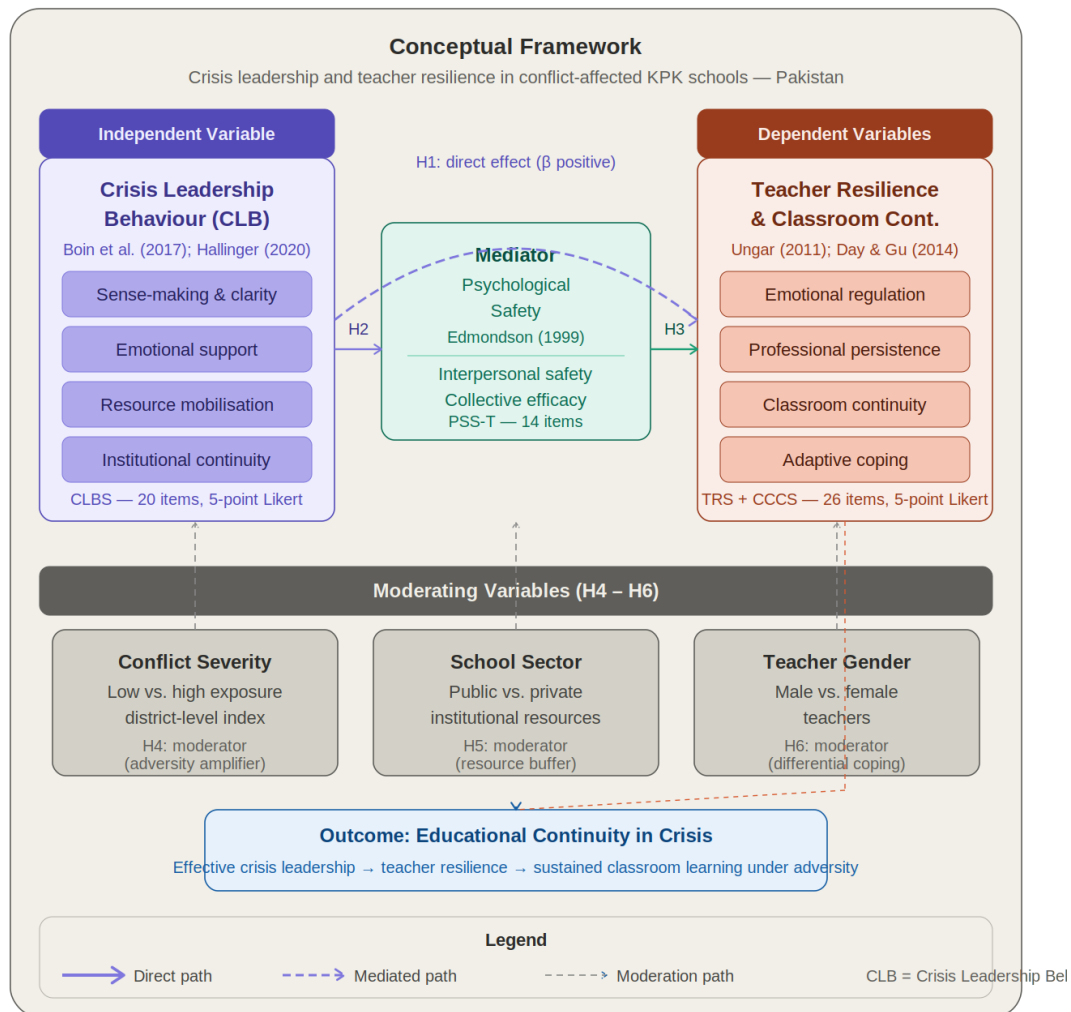 Conceptual Framework
Crisis leadership and teacher resilience in conflict-affected KPK schools — Pakistan
Independent Variable
Crisis Leadership
Behaviour (CLB)
Boin et al. (2017); Hallinger (2020)
Sense-making & clarity
Emotional support
Resource mobilisation
Institutional continuity
CLBS — 20 items, 5-point Likert
H1: direct effect (β positive)
H2
Mediator
Psychological
Safety
Edmondson (1999)
Interpersonal safety
Collective efficacy
PSS-T — 14 items
H3
Dependent Variables
Teacher Resilience
& Classroom Cont.
Ungar (2011); Day & Gu (2014)
Emotional regulation
Professional persistence
Classroom continuity
Adaptive coping
TRS + CCCS — 26 items, 5-point Likert
Moderating Variables (H4 – H6)
Conflict Severity
Low vs. high exposure
district-level index
H4: moderator
(adversity amplifier)
School Sector
Public vs. private
institutional resources
H5: moderator
(resource buffer)
Teacher Gender
Male vs. female
teachers
H6: moderator
(differential coping)
Outcome: Educational Continuity in Crisis
Effective crisis leadership → teacher resilience → sustained classroom learning under adversity
Legend
Direct path
Mediated path
Moderation path
CLB = Crisis Leadership Bel